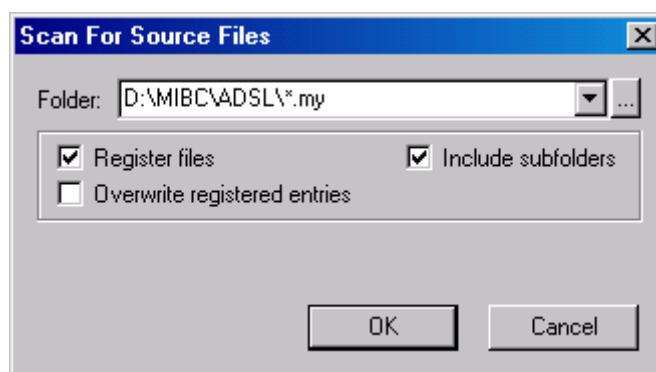 Scan For Source Files
Folder: D:\MIBC\ADSL\*.my ...
Register files Include subfolders
Overwrite registered entries
OK Cancel